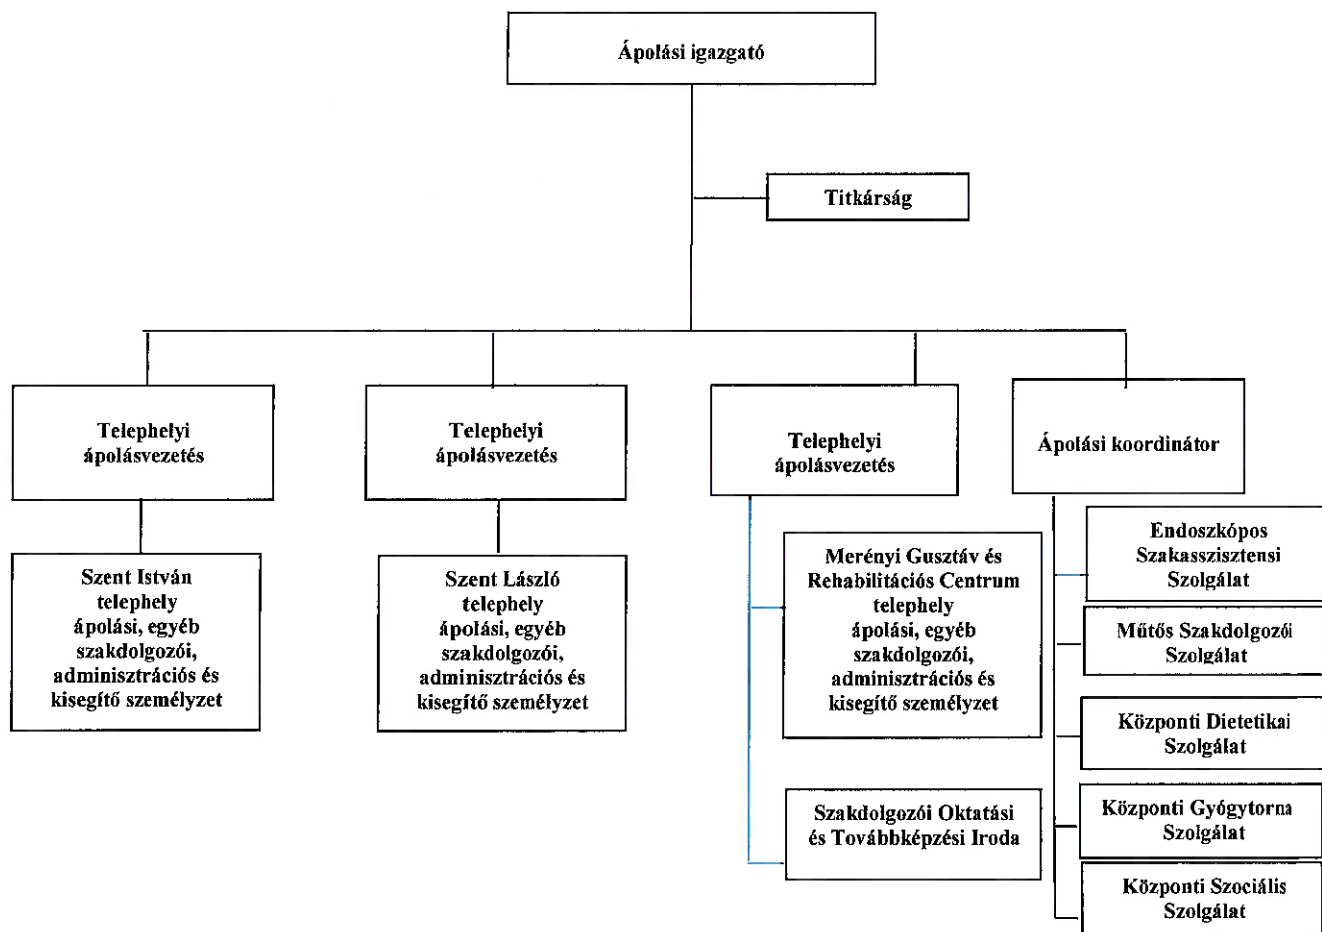 Ápolási igazgató
Titkárság
Telephelyi
ápolásvezetés
Telephelyi
ápolásvezetés
Telephelyi
ápolásvezetés
Ápolási koordinátor
Szent István
telephely
ápolási, egyéb
szakdolgozói,
adminisztrációs és
kisegítő személyzet
Szent László
telephely
ápolási, egyéb
szakdolgozói,
adminisztrációs és
kisegítő személyzet
Merényi Gusztáv és
Rehabilitációs Centrum
telephely
ápolási, egyéb
szakdolgozói,
adminisztrációs és
kisegítő személyzet
Szakdolgozói Oktatási
és Továbbképzési Iroda
Endoszkópos
Szakasszisztensi
Szolgálat
Műtős Szakdolgozói
Szolgálat
Központi Dietetikai
Szolgálat
Központi Gyógytorna
Szolgálat
Központi Szociális
Szolgálat